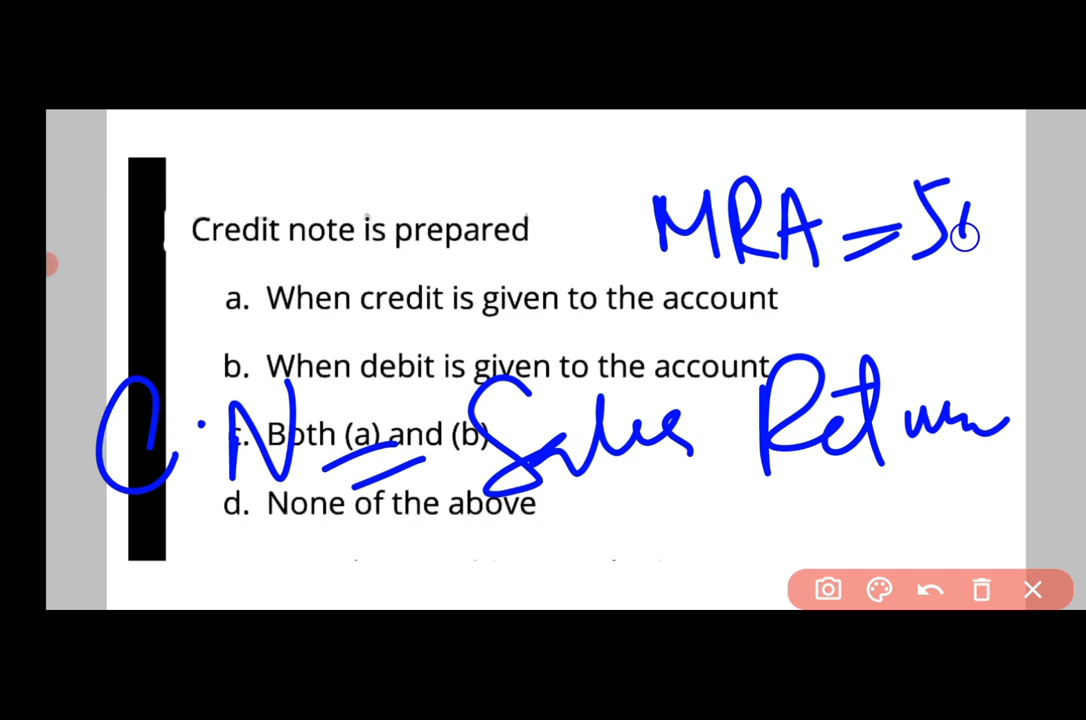 Credit note is prepared
MRA = 50
a. When credit is given to the account
b. When debit is given to the account
c. Both (a) and (b)
C.N = Sales Return
d. None of the above